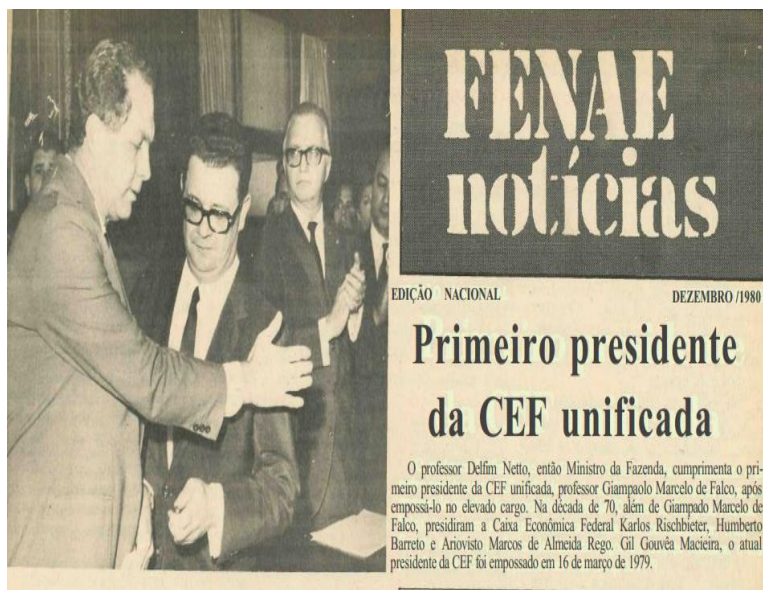 FENAE
notícias
EDIÇÃO NACIONAL
DEZEMBRO /1980
Primeiro presidente
da CEF unificada
O professor Delfim Netto, então Ministro da Fazenda, cumprimenta o pri-
meiro presidente da CEF unificada, professor Giampaolo Marcelo de Falco, após
empossá-lo no elevado cargo. Na década de 70, além de Giampado Marcelo de
Falco, presidiram a Caixa Econômica Federal Karlos Rischbieter, Humberto
Barreto e Ariovisto Marcos de Almeida Rego. Gil Gouvêa Macieira, o atual
presidente da CEF foi empossado em 16 de março de 1979.